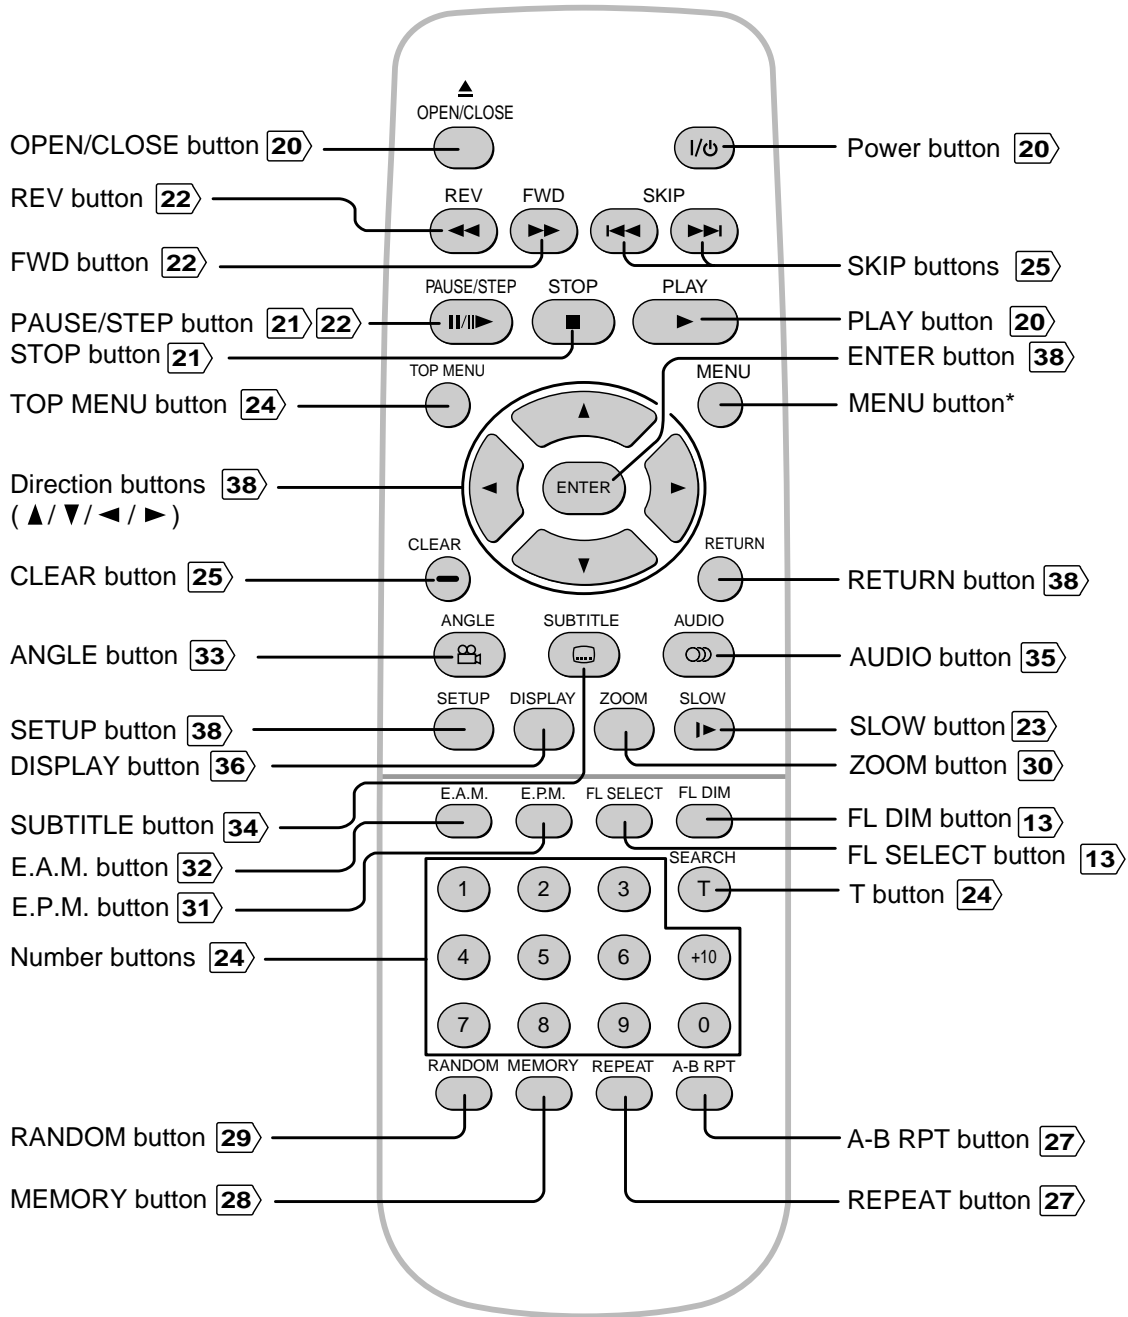 OPEN/CLOSE
OPEN/CLOSE button 20
I/
Power button 20
REV button 22
REV FWD SKIP
FWD button 22
SKIP buttons 25
PAUSE/STEP STOP PLAY
PAUSE/STEP button 21 22
PLAY button 20
STOP button 21
ENTER button 38
TOP MENU MENU
TOP MENU button 24
MENU button*
Direction buttons 38
(▲/▼/◄/►)
ENTER
CLEAR RETURN
CLEAR button 25
RETURN button 38
ANGLE SUBTITLE AUDIO
ANGLE button 33
AUDIO button 35
SETUP DISPLAY ZOOM SLOW
SETUP button 38
SLOW button 23
DISPLAY button 36
ZOOM button 30
E.A.M. E.P.M. FL SELECT FL DIM
SUBTITLE button 34
FL DIM button 13
FL SELECT button 13
E.A.M. button 32
SEARCH
1 2 3 T
T button 24
E.P.M. button 31
Number buttons 24
4 5 6 +10
7 8 9 0
RANDOM MEMORY REPEAT A-B RPT
RANDOM button 29
A-B RPT button 27
MEMORY button 28
REPEAT button 27